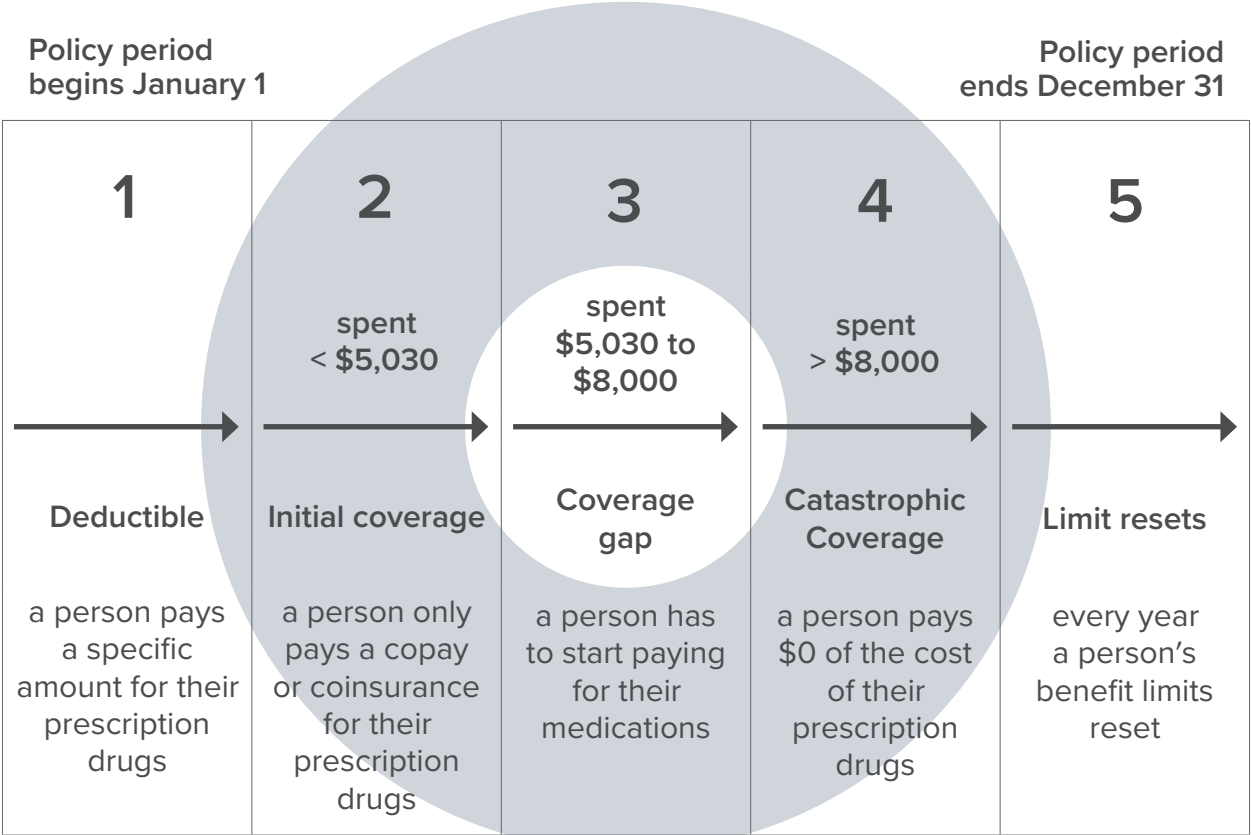 Policy period
begins January 1
Policy period
ends December 31
1
Deductible
a person pays
a specific
amount for their
prescription
drugs
2
spent
< $5,030
Initial coverage
a person only
pays a copay
or coinsurance
for their
prescription
drugs
3
spent
$5,030 to
$8,000
Coverage
gap
a person has
to start paying
for their
medications
4
spent
> $8,000
Catastrophic
Coverage
a person pays
$0 of the cost
of their
prescription
drugs
5
Limit resets
every year
a person’s
benefit limits
reset